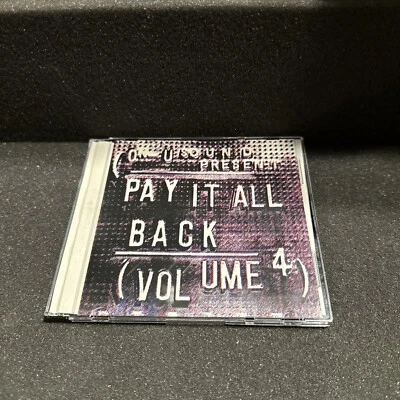 (ON-U SOUND
PRESENT
PAY IT ALL
BACK
(VOLUME 4)